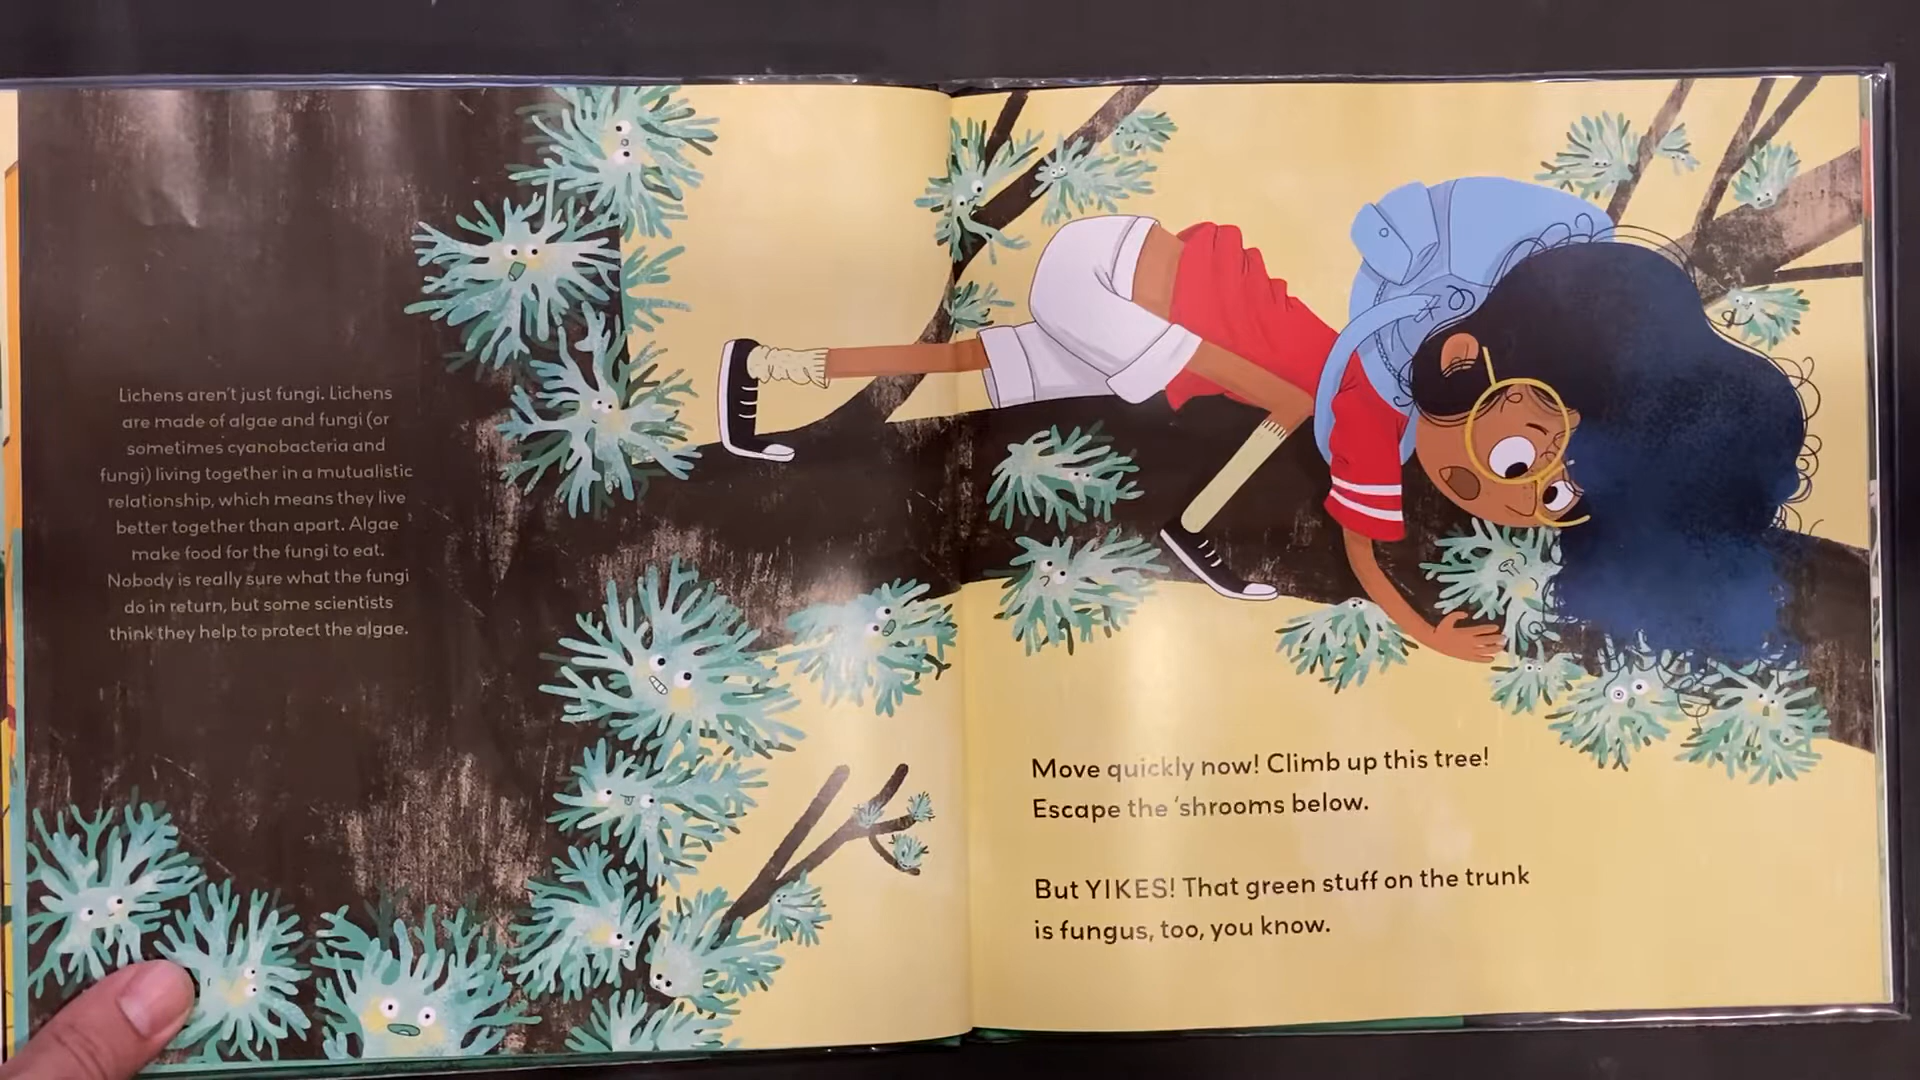 Lichens aren't just fungi. Lichens
are made of algae and fungi (or
sometimes cyanobacteria and
fungi) living together in a mutualistic
relationship, which means they live
better together than apart. Algae
make food for the fungi to eat.
Nobody is really sure what the fungi
do in return, but some scientists
think they help to protect the algae.
Move quickly now! Climb up this tree!
Escape the 'shrooms below.
But YIKES! That green stuff on the trunk
is fungus, too, you know.